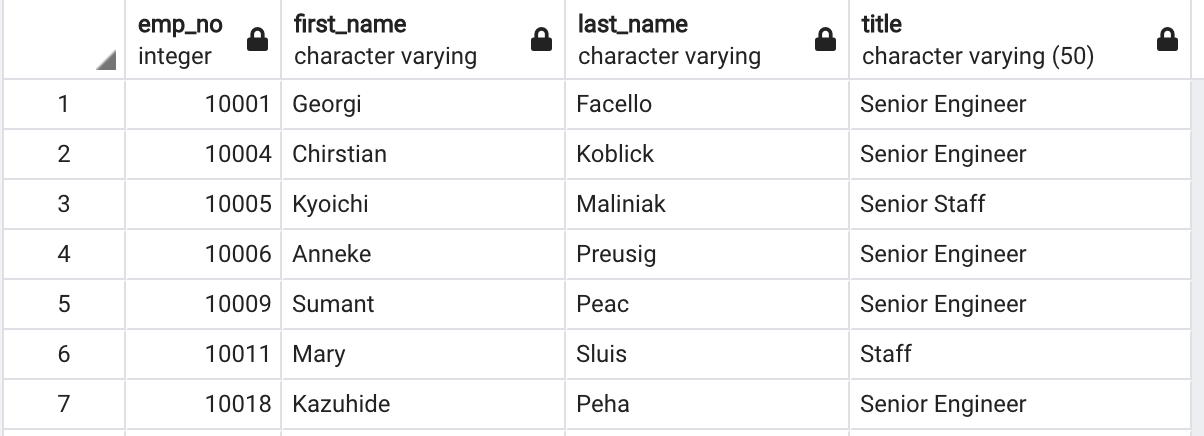 emp_no first_name last_name title
integer character varying character varying character varying (50)
1 10001 Georgi Facello Senior Engineer
2 10004 Chirstian Koblick Senior Engineer
3 10005 Kyoichi Maliniak Senior Staff
4 10006 Anneke Preusig Senior Engineer
5 10009 Sumant Peac Senior Engineer
6 10011 Mary Sluis Staff
7 10018 Kazuhide Peha Senior Engineer